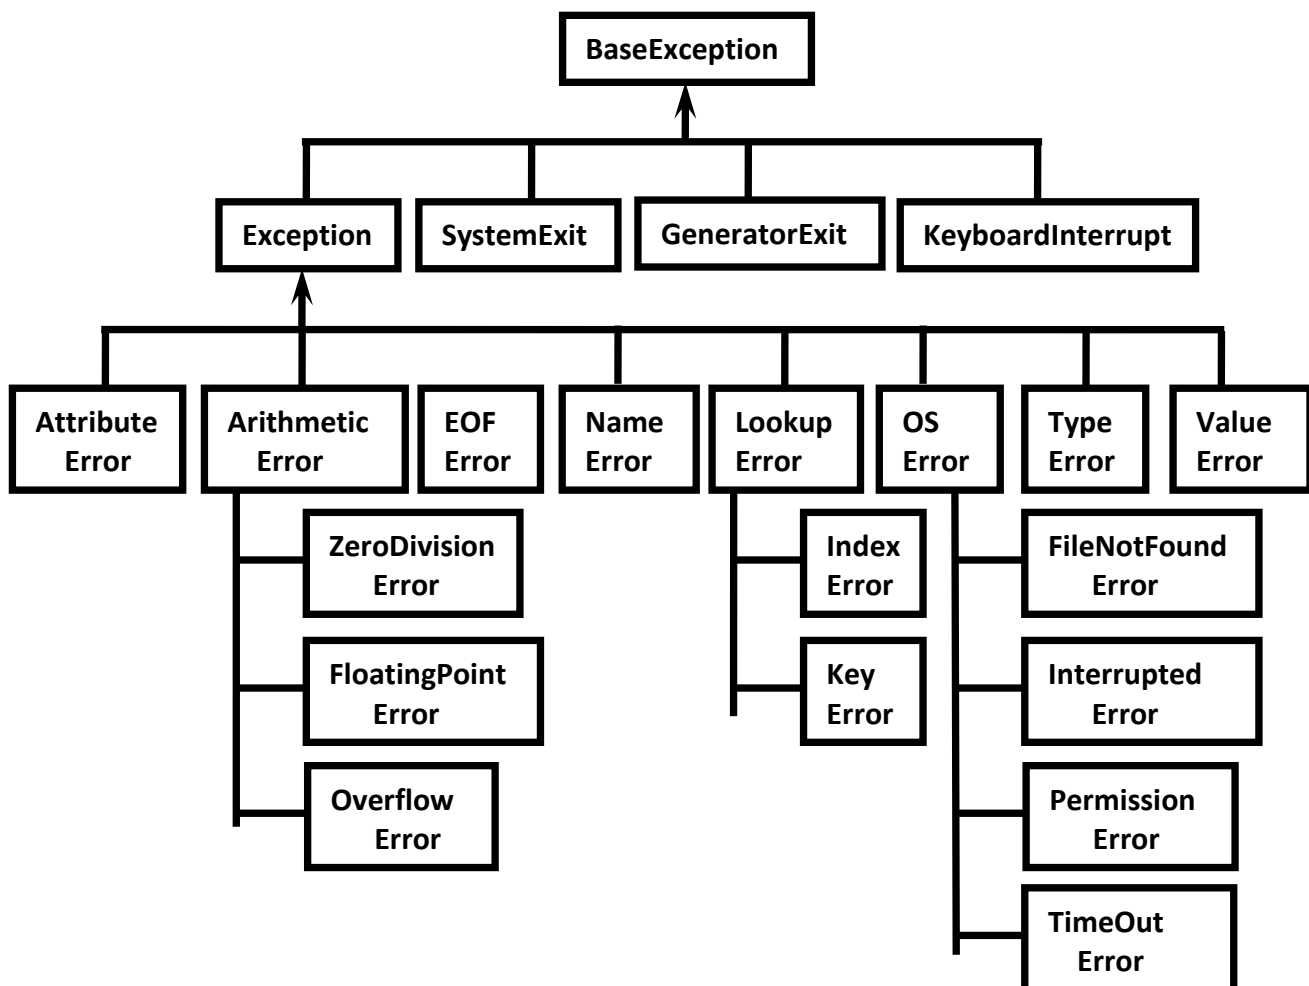 BaseException
Exception
SystemExit
GeneratorExit
KeyboardInterrupt
Attribute
Error
Arithmetic
Error
EOF
Error
Name
Error
Lookup
Error
OS
Error
Type
Error
Value
Error
ZeroDivision
Error
FloatingPoint
Error
Overflow
Error
Index
Error
Key
Error
FileNotFound
Error
Interrupted
Error
Permission
Error
TimeOut
Error